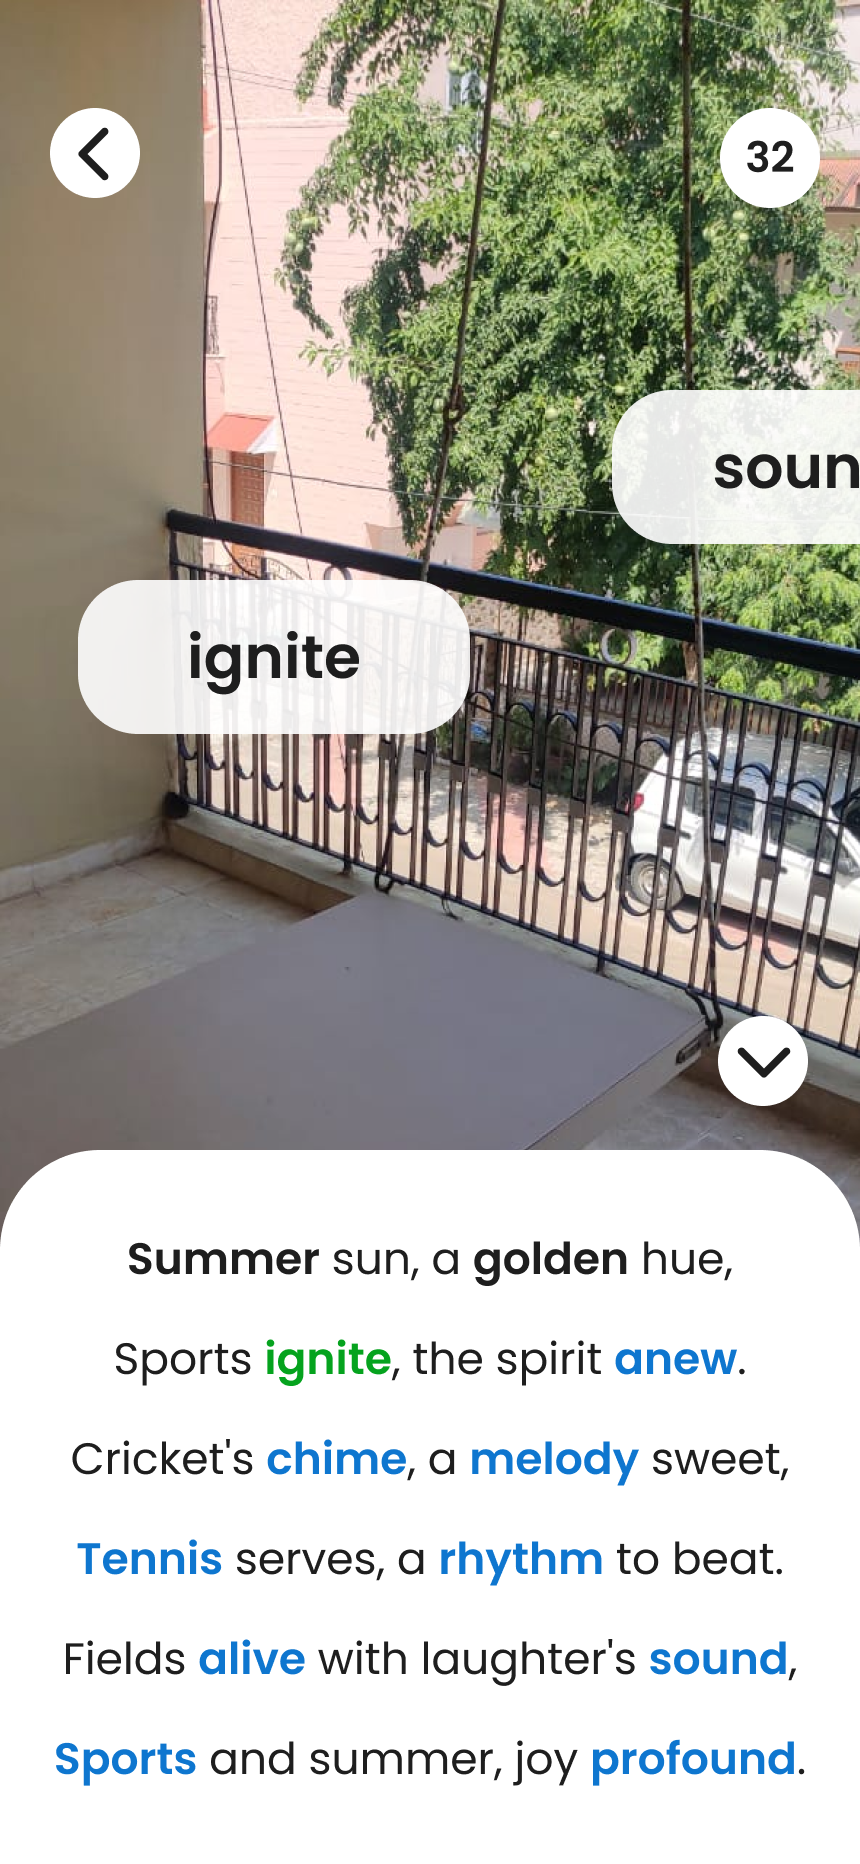 32
soun
ignite
Summer sun, a golden hue,
Sports ignite, the spirit anew.
Cricket's chime, a melody sweet,
Tennis serves, a rhythm to beat.
Fields alive with laughter's sound,
Sports and summer, joy profound.